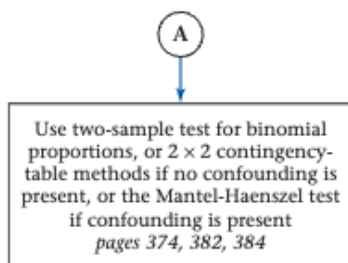 A
Use two-sample test for binomial
proportions, or 2 × 2 contingency-
table methods if no confounding is
present, or the Mantel-Haenszel test
if confounding is present
pages 374, 382, 384